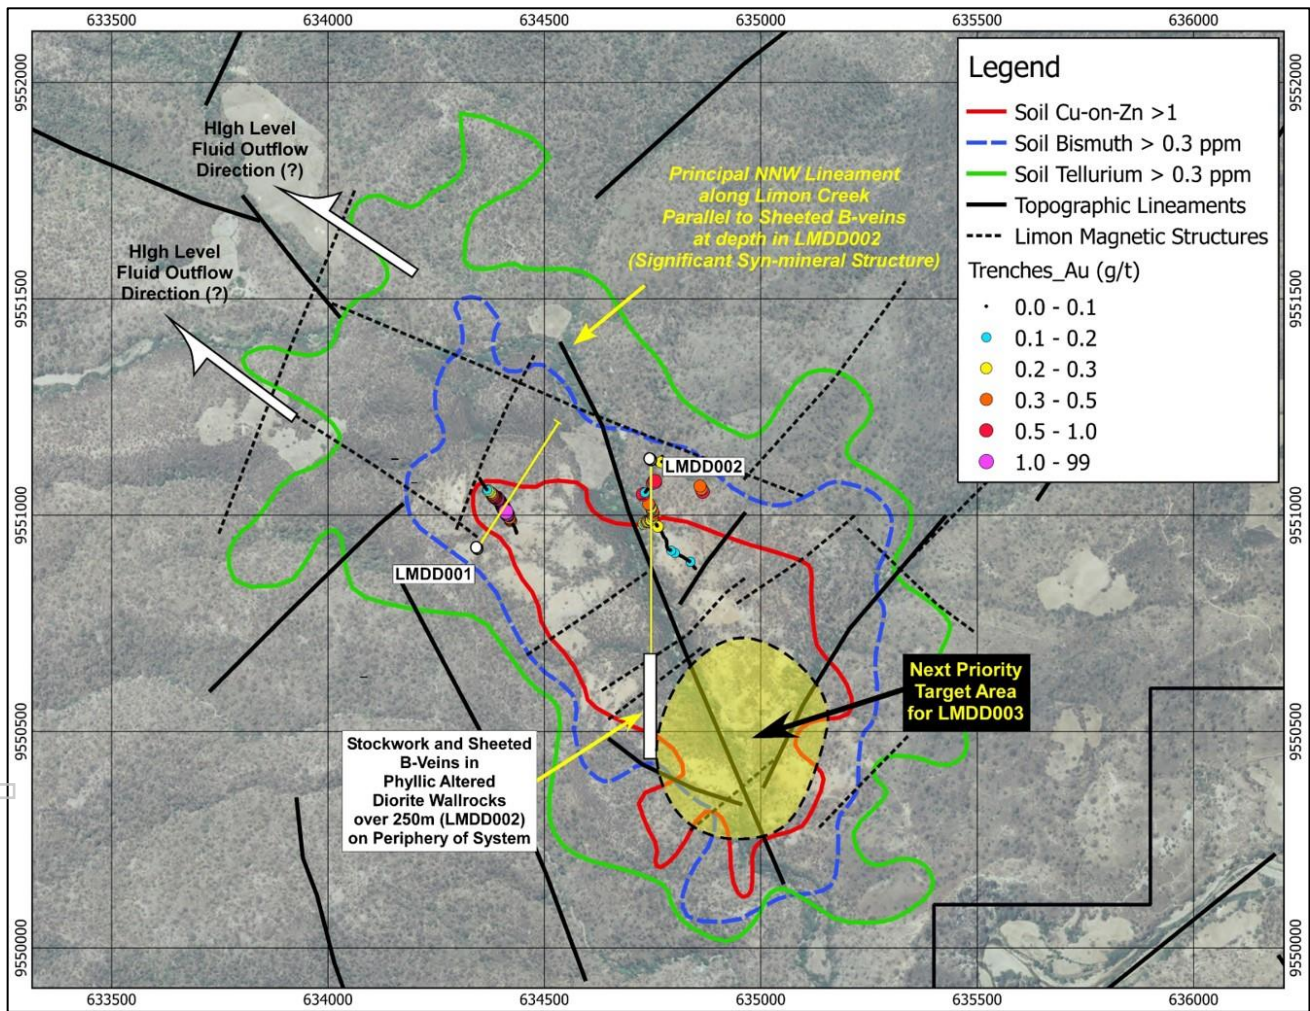 633500 634000 634500 635000 635500 636000
9552000
9551500
9551000
9550500
9550000
HIgh Level
Fluid Outflow
Direction (?)
HIgh Level
Fluid Outflow
Direction (?)
Principal NNW Lineament
along Limon Creek
Parallel to Sheeted B-veins
at depth in LMDD002
(Significant Syn-mineral Structure)
Legend
Soil Cu-on-Zn >1
Soil Bismuth > 0.3 ppm
Soil Tellurium > 0.3 ppm
Topographic Lineaments
Limon Magnetic Structures
Trenches_Au (g/t)
0.0 - 0.1
0.1 - 0.2
0.2 - 0.3
0.3 - 0.5
0.5 - 1.0
1.0 - 99
LMDD002
LMDD001
Next Priority
Target Area
for LMDD003
Stockwork and Sheeted
B-Veins in
Phyllic Altered
Diorite Wallrocks
over 250m (LMDD002)
on Periphery of System
9552000
9551500
9551000
9550500
9550000
633500 634000 634500 635000 635500 636000